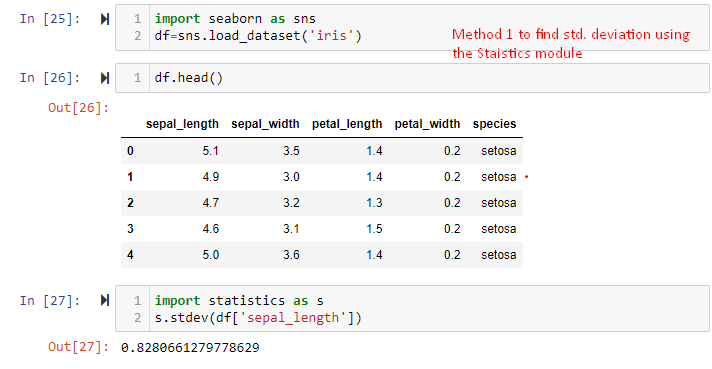 In [25]:
1 import seaborn as sns
2 df=sns.load_dataset('iris')
Method 1 to find std. deviation using
the Staistics module
In [26]:
1 df.head()
Out[26]:
sepal_length sepal_width petal_length petal_width species
0 5.1 3.5 1.4 0.2 setosa
1 4.9 3.0 1.4 0.2 setosa
2 4.7 3.2 1.3 0.2 setosa
3 4.6 3.1 1.5 0.2 setosa
4 5.0 3.6 1.4 0.2 setosa
In [27]:
1 import statistics as s
2 s.stdev(df['sepal_length'])
Out[27]: 0.8280661279778629